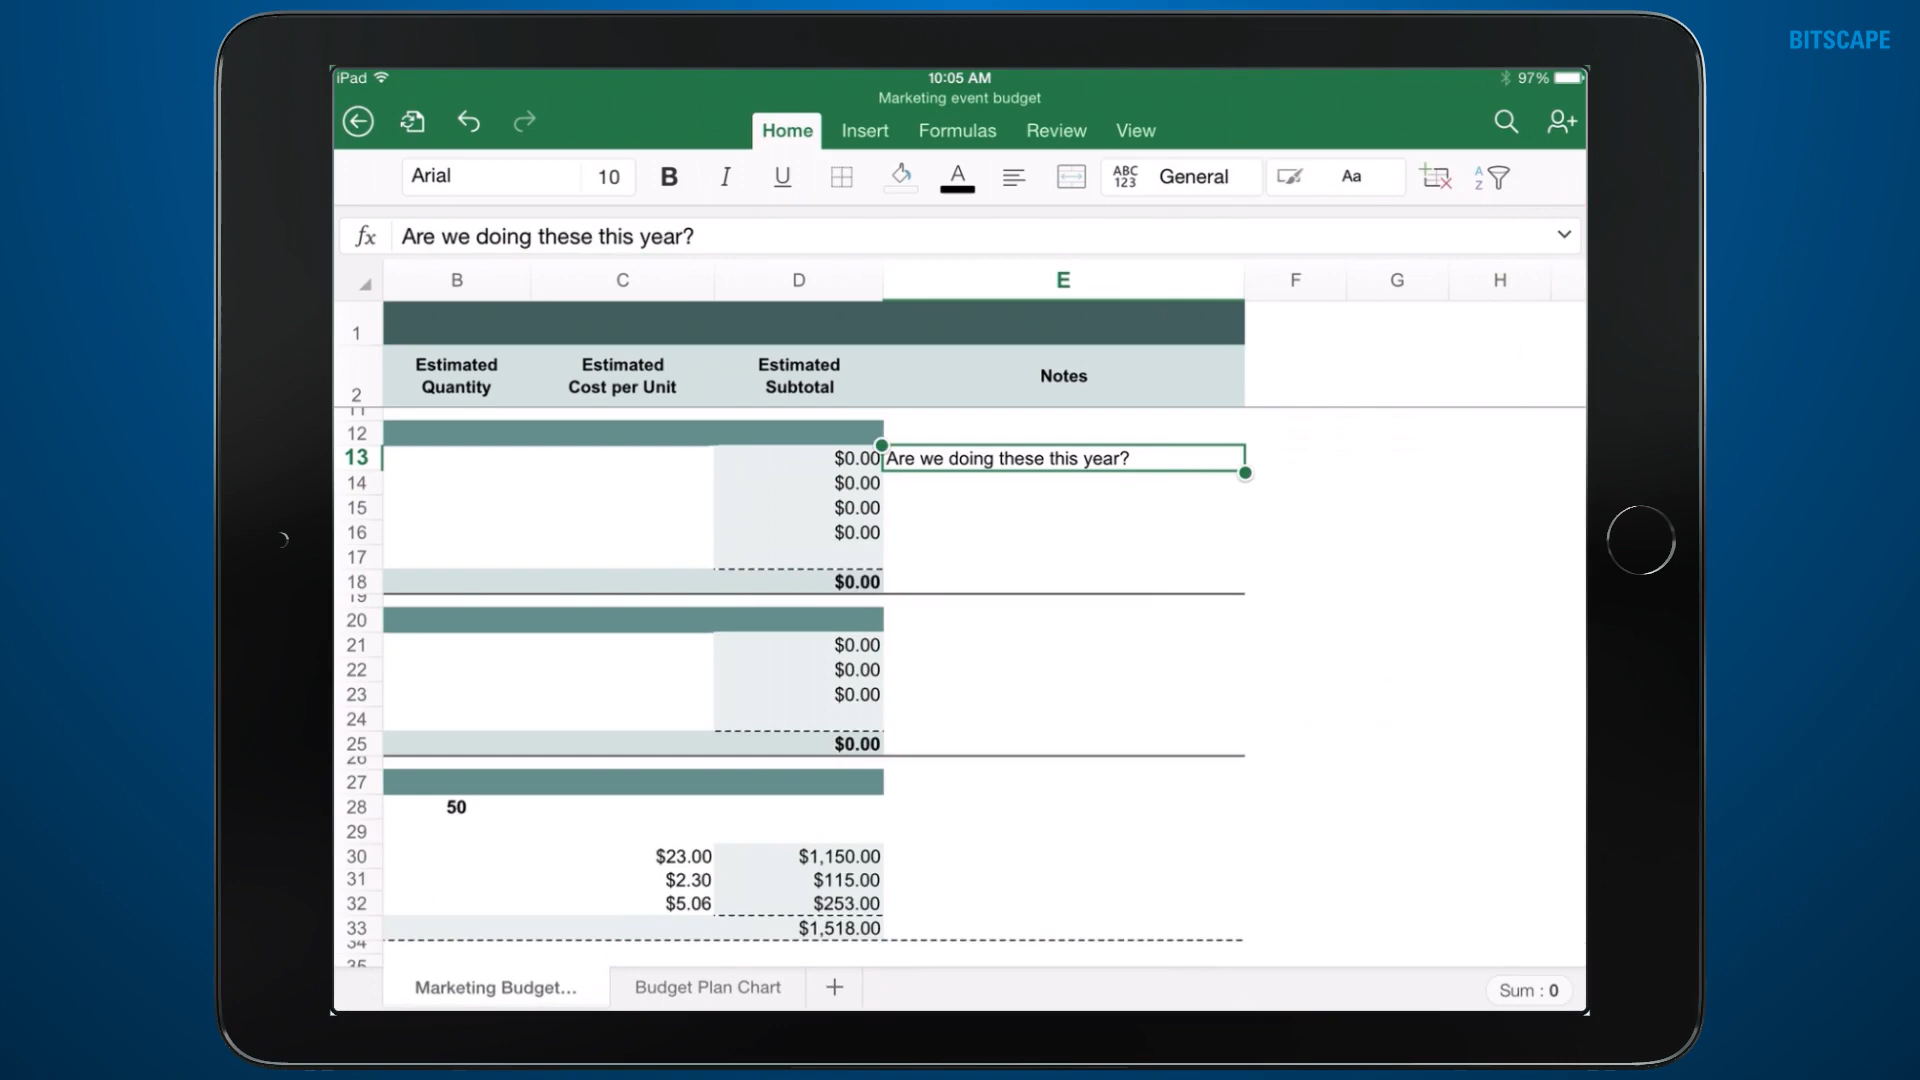 BITSCAPE
iPad 10:05 AM 97%
Marketing event budget
Home Insert Formulas Review View
Arial 10 B I U A ABC 123 General Aa A Z
fx Are we doing these this year?
B C D E F G H
1
2 Estimated Quantity Estimated Cost per Unit Estimated Subtotal Notes
11
12
13 $0.00 Are we doing these this year?
14 $0.00
15 $0.00
16 $0.00
17
18 $0.00
19
20
21 $0.00
22 $0.00
23 $0.00
24
25 $0.00
26
27
28 50
29
30 $23.00 $1,150.00
31 $2.30 $115.00
32 $5.06 $253.00
33 $1,518.00
34
35
Marketing Budget... Budget Plan Chart + Sum : 0